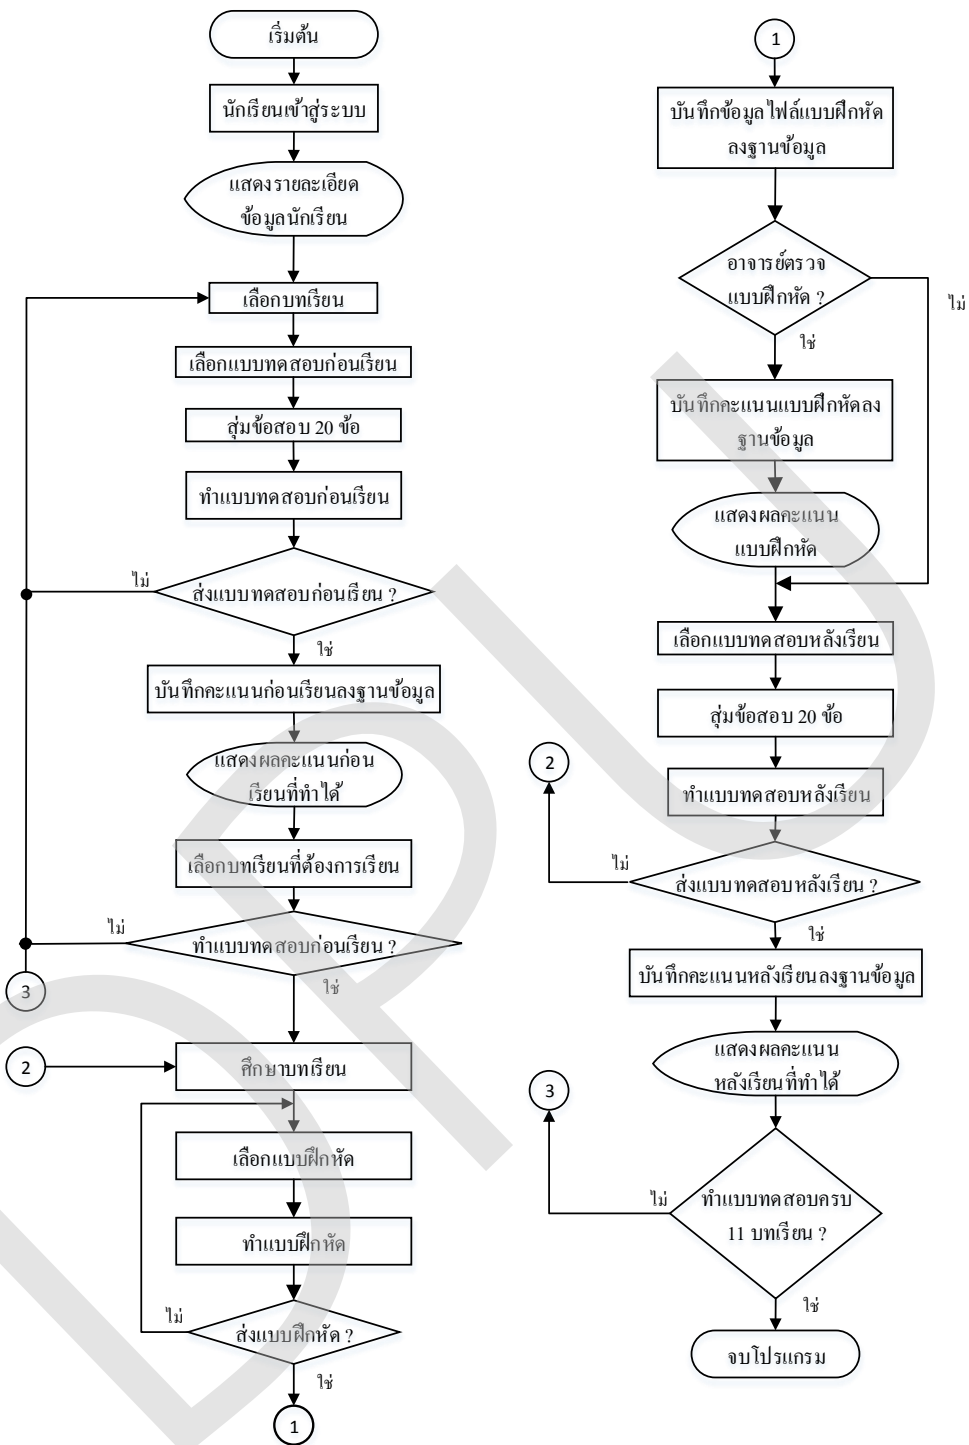 เริ่มต้น
นักเรียนเข้าสู่ระบบ
แสดงรายละเอียด
ข้อมูลนักเรียน
เลือกบทเรียน
เลือกแบบทดสอบก่อนเรียน
สุ่มข้อสอบ 20 ข้อ
ทำแบบทดสอบก่อนเรียน
ไม่
ส่งแบบทดสอบก่อนเรียน ?
ใช่
บันทึกคะแนนก่อนเรียนลงฐานข้อมูล
แสดงผลคะแนนก่อน
เรียนที่ทำได้
เลือกบทเรียนที่ต้องการเรียน
ไม่
ทำแบบทดสอบก่อนเรียน ?
ใช่
3
2
ศึกษาบทเรียน
เลือกแบบฝึกหัด
ทำแบบฝึกหัด
ไม่
ส่งแบบฝึกหัด ?
ใช่
1
1
บันทึกข้อมูลไฟล์แบบฝึกหัด
ลงฐานข้อมูล
อาจารย์ตรวจ
แบบฝึกหัด ?
ไม่
ใช่
บันทึกคะแนนแบบฝึกหัดลง
ฐานข้อมูล
แสดงผลคะแนน
แบบฝึกหัด
เลือกแบบทดสอบหลังเรียน
สุ่มข้อสอบ 20 ข้อ
2
ทำแบบทดสอบหลังเรียน
ไม่
ส่งแบบทดสอบหลังเรียน ?
ใช่
บันทึกคะแนนหลังเรียนลงฐานข้อมูล
แสดงผลคะแนน
หลังเรียนที่ทำได้
3
ไม่
ทำแบบทดสอบครบ
11 บทเรียน ?
ใช่
จบโปรแกรม
DPU